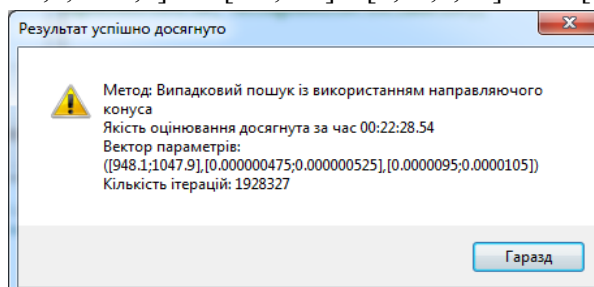 Результат успішно досягнуто
Метод: Випадковий пошук із використанням направляючого
конуса
Якість оцінювання досягнута за час 00:22:28.54
Вектор параметрів:
([948.1;1047.9],[0.000000475;0.000000525],[0.0000095;0.0000105])
Кількість ітерацій: 1928327
Гаразд